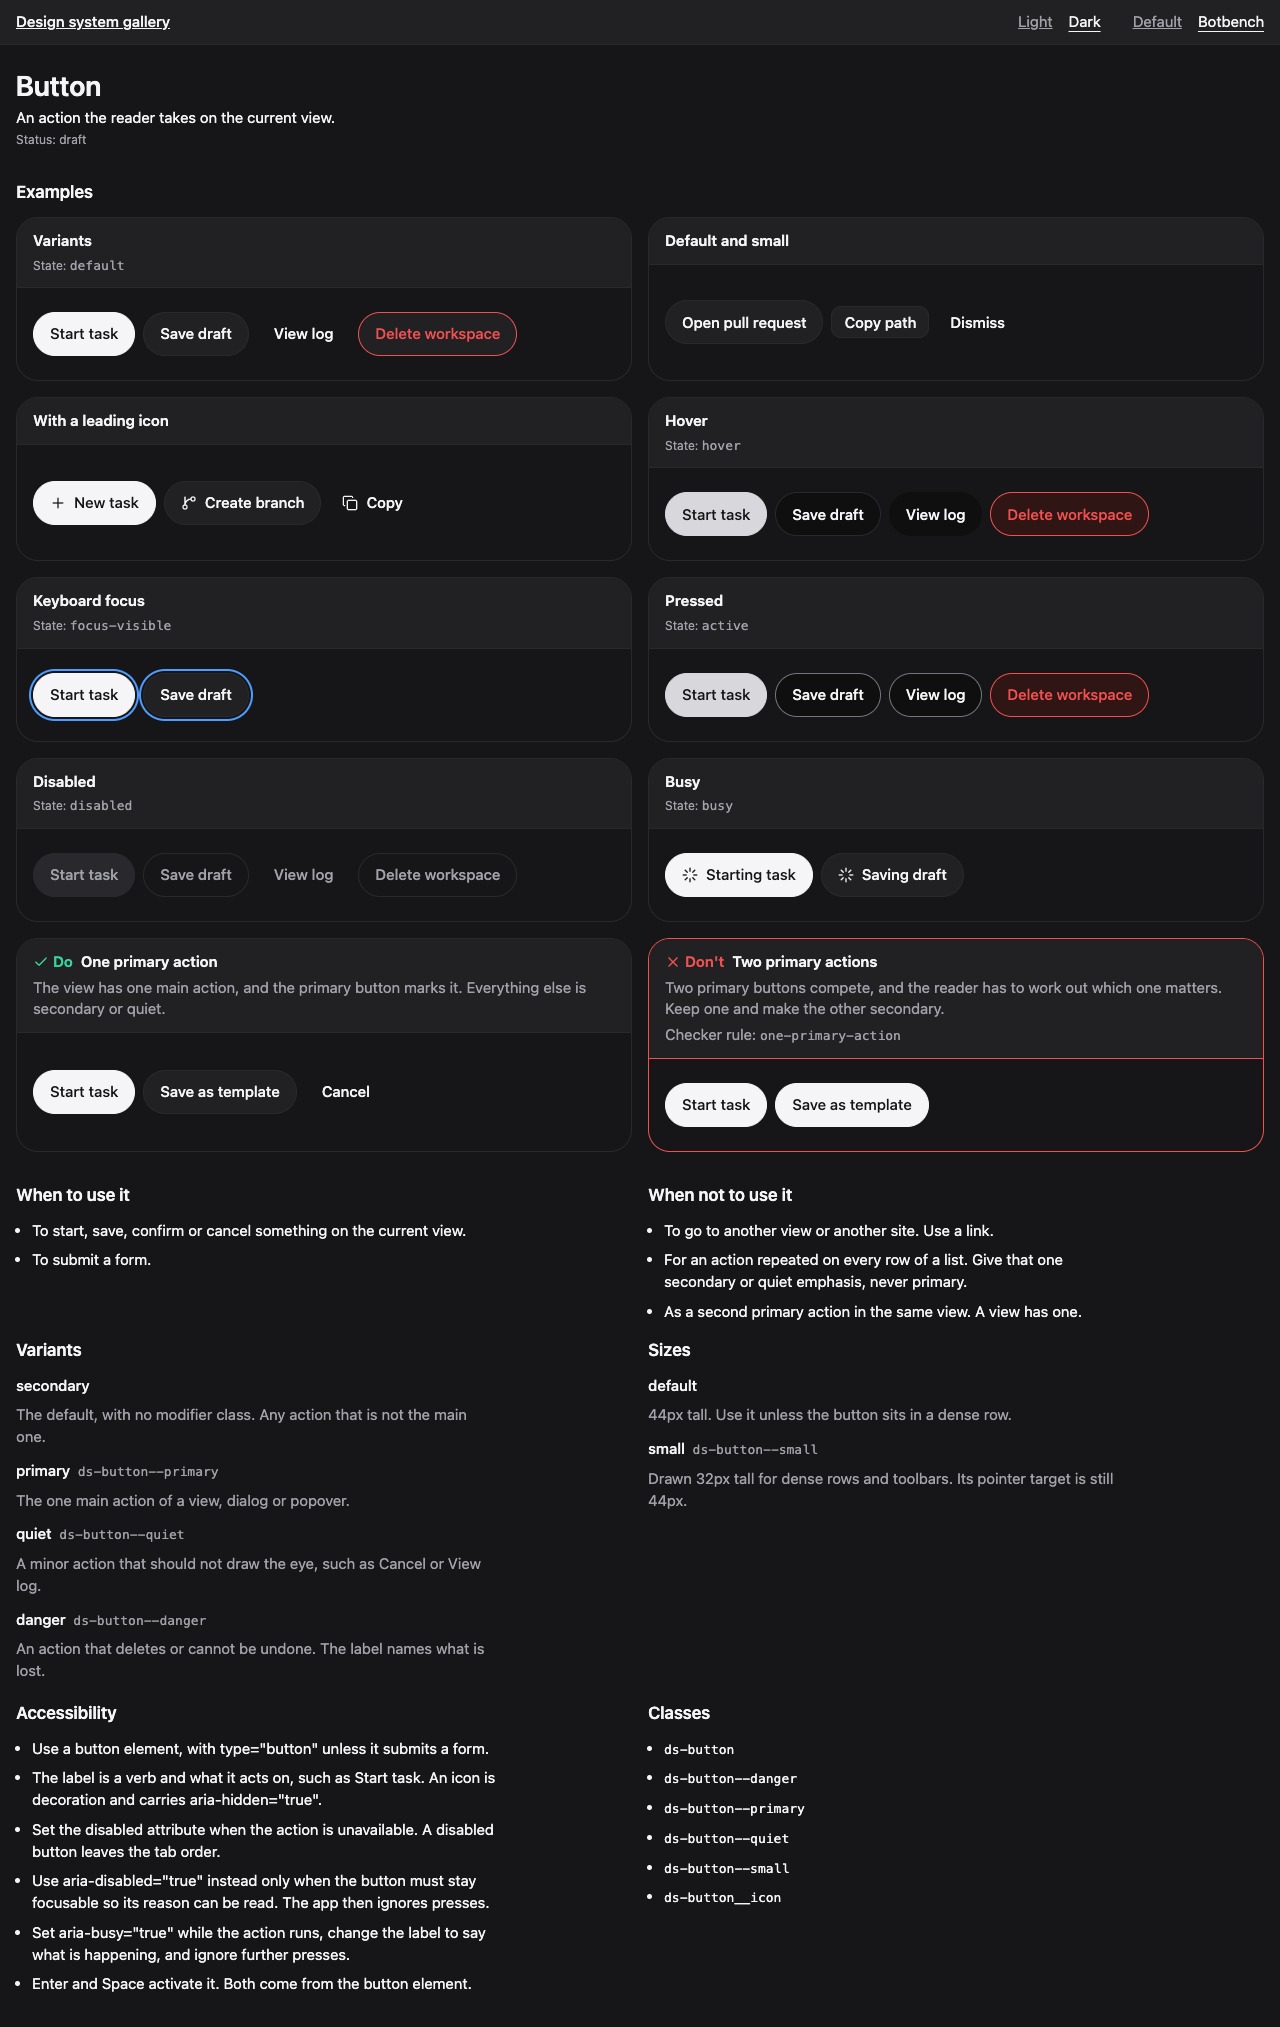 Design system gallery
Light Dark Default Botbench
Button
An action the reader takes on the current view.
Status: draft
Examples
Variants
State: default
Start task Save draft View log Delete workspace
Default and small
Open pull request Copy path Dismiss
With a leading icon
New task Create branch Copy
Hover
State: hover
Start task Save draft View log Delete workspace
Keyboard focus
State: focus-visible
Start task Save draft
Pressed
State: active
Start task Save draft View log Delete workspace
Disabled
State: disabled
Start task Save draft View log Delete workspace
Busy
State: busy
Starting task Saving draft
Do One primary action
The view has one main action, and the primary button marks it. Everything else is
secondary or quiet.
Start task Save as template Cancel
Don't Two primary actions
Two primary buttons compete, and the reader has to work out which one matters.
Keep one and make the other secondary.
Checker rule: one-primary-action
Start task Save as template
When to use it
To start, save, confirm or cancel something on the current view.
To submit a form.
When not to use it
To go to another view or another site. Use a link.
For an action repeated on every row of a list. Give that one
secondary or quiet emphasis, never primary.
As a second primary action in the same view. A view has one.
Variants
secondary
The default, with no modifier class. Any action that is not the main
one.
primary ds-button--primary
The one main action of a view, dialog or popover.
quiet ds-button--quiet
A minor action that should not draw the eye, such as Cancel or View
log.
danger ds-button--danger
An action that deletes or cannot be undone. The label names what is
lost.
Sizes
default
44px tall. Use it unless the button sits in a dense row.
small ds-button--small
Drawn 32px tall for dense rows and toolbars. Its pointer target is still
44px.
Accessibility
Use a button element, with type="button" unless it submits a form.
The label is a verb and what it acts on, such as Start task. An icon is
decoration and carries aria-hidden="true".
Set the disabled attribute when the action is unavailable. A disabled
button leaves the tab order.
Use aria-disabled="true" instead only when the button must stay
focusable so its reason can be read. The app then ignores presses.
Set aria-busy="true" while the action runs, change the label to say
what is happening, and ignore further presses.
Enter and Space activate it. Both come from the button element.
Classes
ds-button
ds-button--danger
ds-button--primary
ds-button--quiet
ds-button--small
ds-button__icon